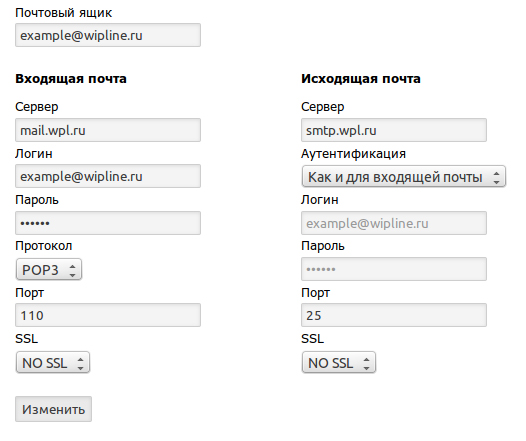 Почтовый ящик
example@wipline.ru
Входящая почта
Сервер
mail.wpl.ru
Логин
example@wipline.ru
Пароль
••••••
Протокол
POP3
Порт
110
SSL
NO SSL
Исходящая почта
Сервер
smtp.wpl.ru
Аутентификация
Как и для входящей почты
Логин
example@wipline.ru
Пароль
••••••
Порт
25
SSL
NO SSL
Изменить